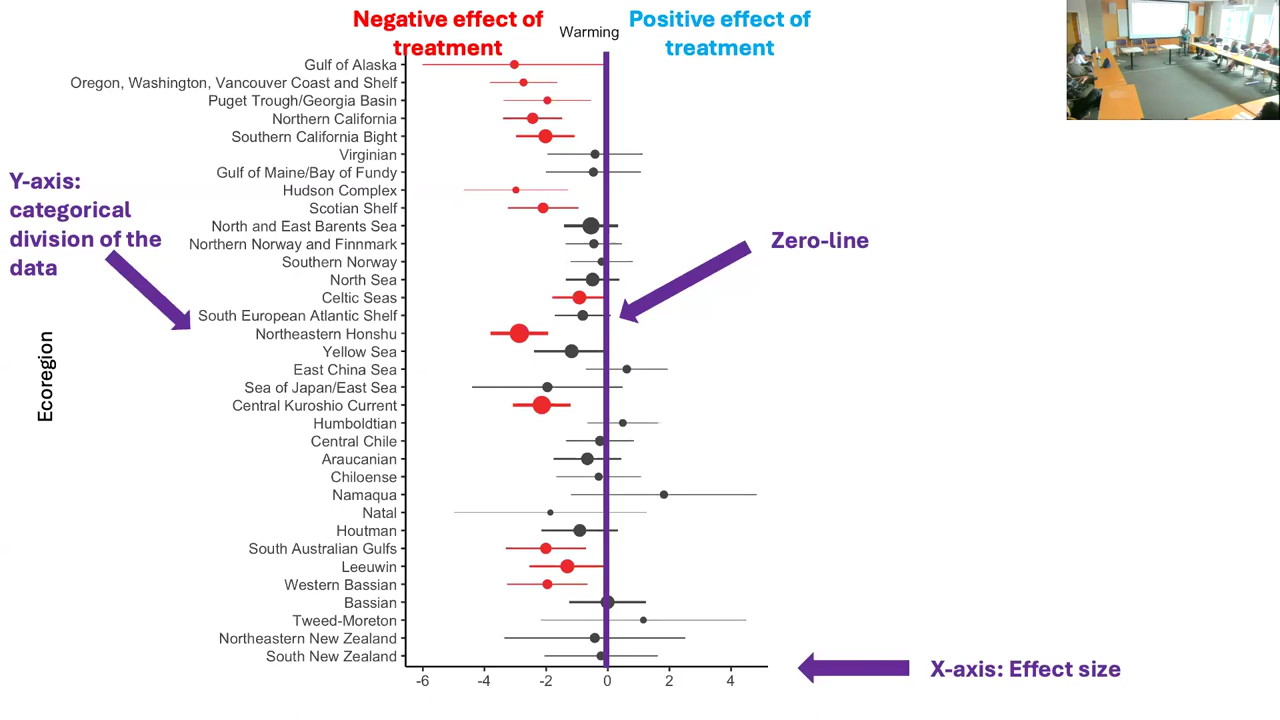 Negative effect of
treatment
Warming
Positive effect of
treatment
Gulf of Alaska
Oregon, Washington, Vancouver Coast and Shelf
Puget Trough/Georgia Basin
Northern California
Southern California Bight
Virginian
Gulf of Maine/Bay of Fundy
Hudson Complex
Scotian Shelf
North and East Barents Sea
Northern Norway and Finnmark
Southern Norway
North Sea
Celtic Seas
South European Atlantic Shelf
Northeastern Honshu
Yellow Sea
East China Sea
Sea of Japan/East Sea
Central Kuroshio Current
Humboldtian
Central Chile
Araucanian
Chiloense
Namaqua
Natal
Houtman
South Australian Gulfs
Leeuwin
Western Bassian
Bassian
Tweed-Moreton
Northeastern New Zealand
South New Zealand
Y-axis:
categorical
division of the
data
Ecoregion
Zero-line
-6 -4 -2 0 2 4
X-axis: Effect size